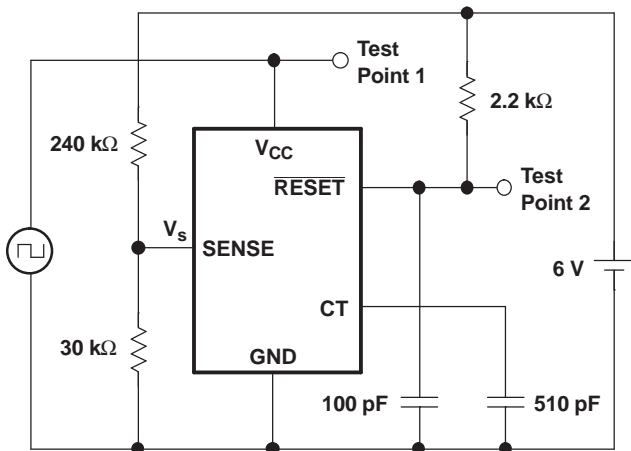 Test
Point 1
2.2 kΩ
240 kΩ
VCC
RESET
Test
Point 2
Vs
SENSE
6 V
CT
30 kΩ
GND
100 pF
510 pF